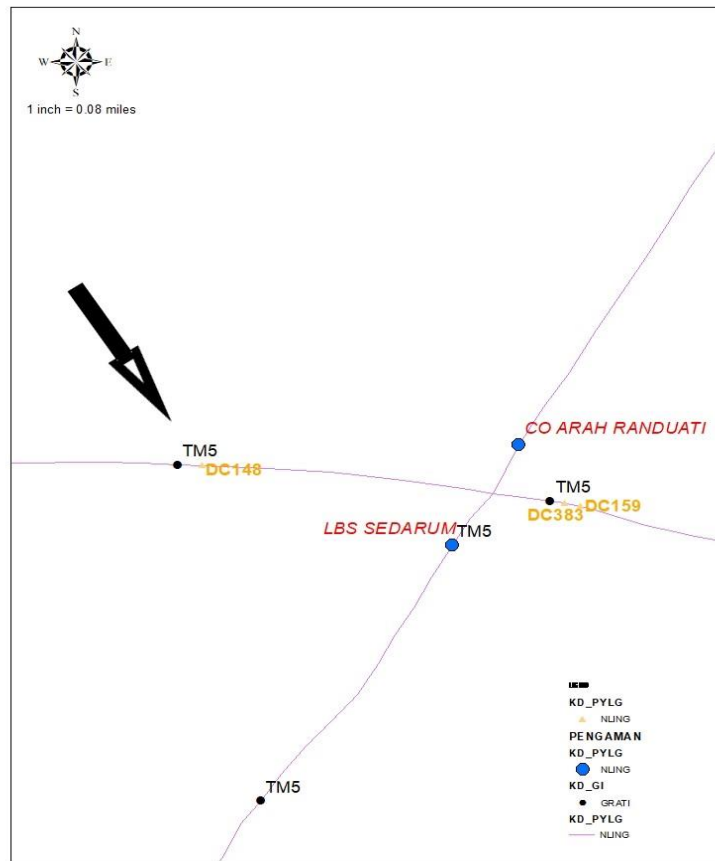 N
W E
S
1 inch = 0.08 miles
CO ARAH RANDUATI
TM5
DC148
TM5
DC383 DC159
LBS SEDARUM TM5
TM5
KD_PYLG
NLING
PENGAMAN
KD_PYLG
NLING
KD_GI
GRATI
KD_PYLG
NLING